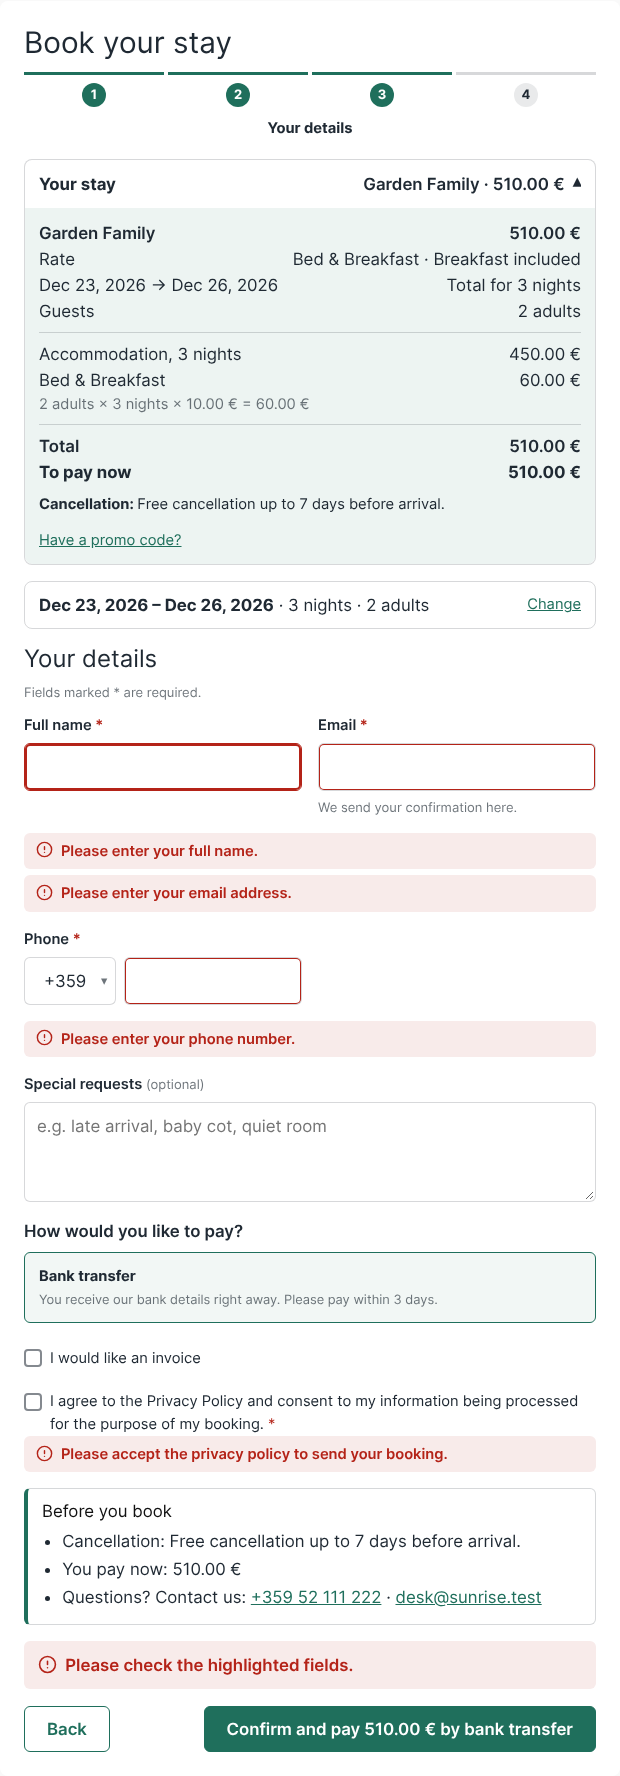 Book your stay
1 2 3 4
Your details
Your stay Garden Family · 510.00 € ▲
Garden Family 510.00 €
Rate Bed & Breakfast · Breakfast included
Dec 23, 2026 → Dec 26, 2026 Total for 3 nights
Guests 2 adults
Accommodation, 3 nights 450.00 €
Bed & Breakfast 60.00 €
2 adults × 3 nights × 10.00 € = 60.00 €
Total 510.00 €
To pay now 510.00 €
Cancellation: Free cancellation up to 7 days before arrival.
Have a promo code?
Dec 23, 2026 – Dec 26, 2026 · 3 nights · 2 adults Change
Your details
Fields marked * are required.
Full name * Email *
We send your confirmation here.
Please enter your full name.
Please enter your email address.
Phone *
+359 ▾
Please enter your phone number.
Special requests (optional)
e.g. late arrival, baby cot, quiet room
How would you like to pay?
Bank transfer
You receive our bank details right away. Please pay within 3 days.
I would like an invoice
I agree to the Privacy Policy and consent to my information being processed
for the purpose of my booking. *
Please accept the privacy policy to send your booking.
Before you book
• Cancellation: Free cancellation up to 7 days before arrival.
• You pay now: 510.00 €
• Questions? Contact us: +359 52 111 222 · desk@sunrise.test
Please check the highlighted fields.
Back Confirm and pay 510.00 € by bank transfer